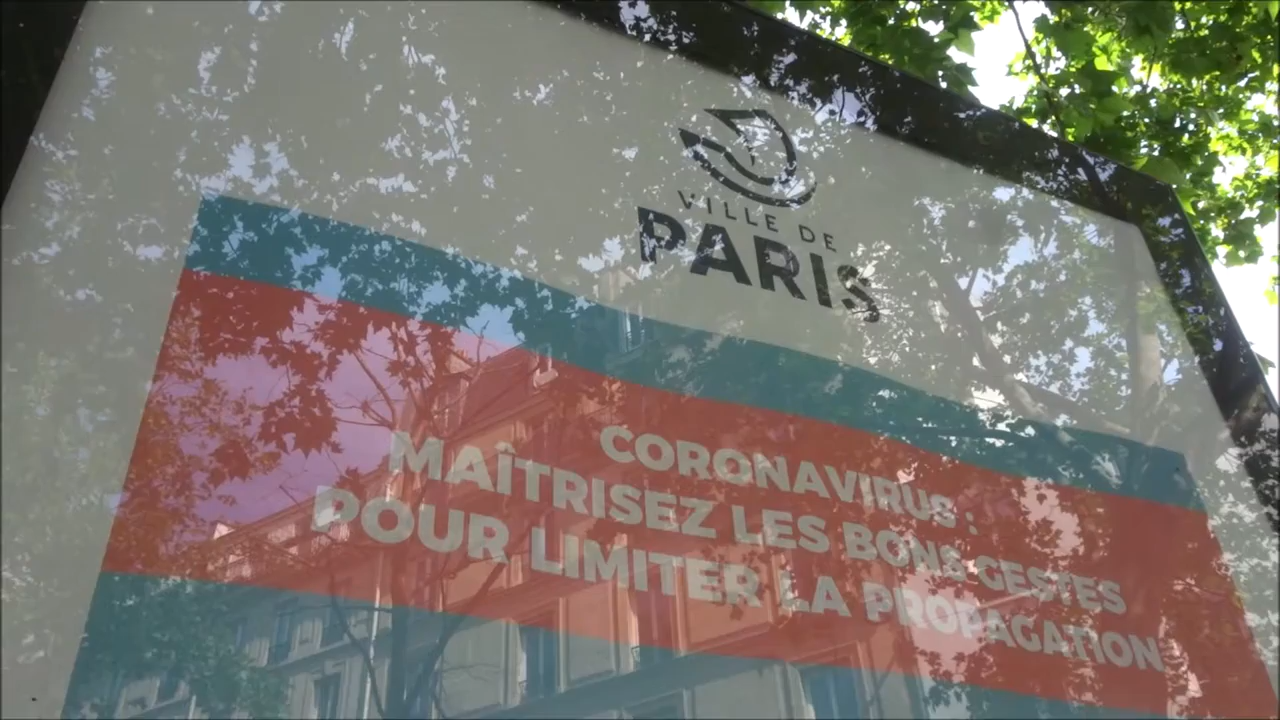 VILLE DE
PARIS
CORONAVIRUS :
MAÎTRISEZ LES BONS GESTES
POUR LIMITER LA PROPAGATION